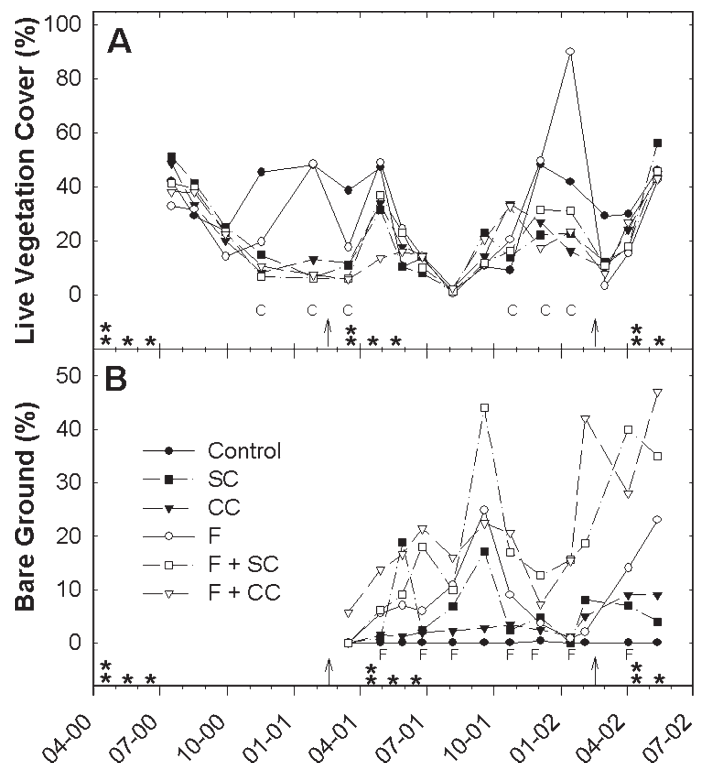 A
Live Vegetation Cover (%)
100
80
60
40
20
0
C C C C C C
* * * * * * * * * *
*
B
Bare Ground (%)
50
40
30
20
10
0
Control
SC
CC
F
F + SC
F + CC
F F F F F F F
* * * * * * * * * * *
04-00 07-00 10-00 01-01 04-01 07-01 10-01 01-02 04-02 07-02